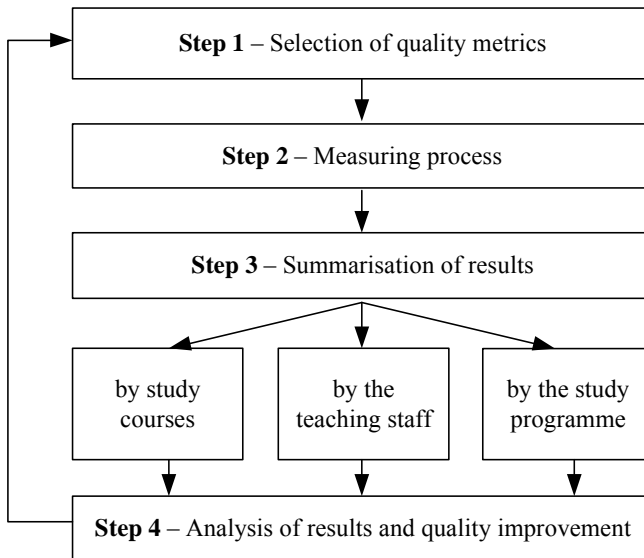 Step 1 – Selection of quality metrics
Step 2 – Measuring process
Step 3 – Summarisation of results
by study
courses
by the
teaching staff
by the study
programme
Step 4 – Analysis of results and quality improvement